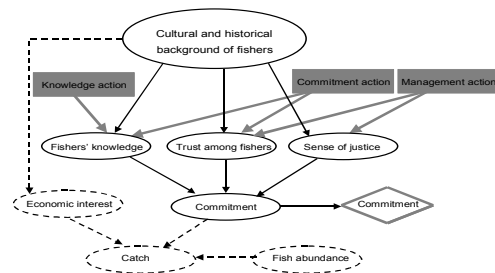 Cultural and historical
background of fishers
Knowledge action
Commitment action
Management action
Fishers' knowledge
Trust among fishers
Sense of justice
Economic interest
Commitment
Commitment
Catch
Fish abundance